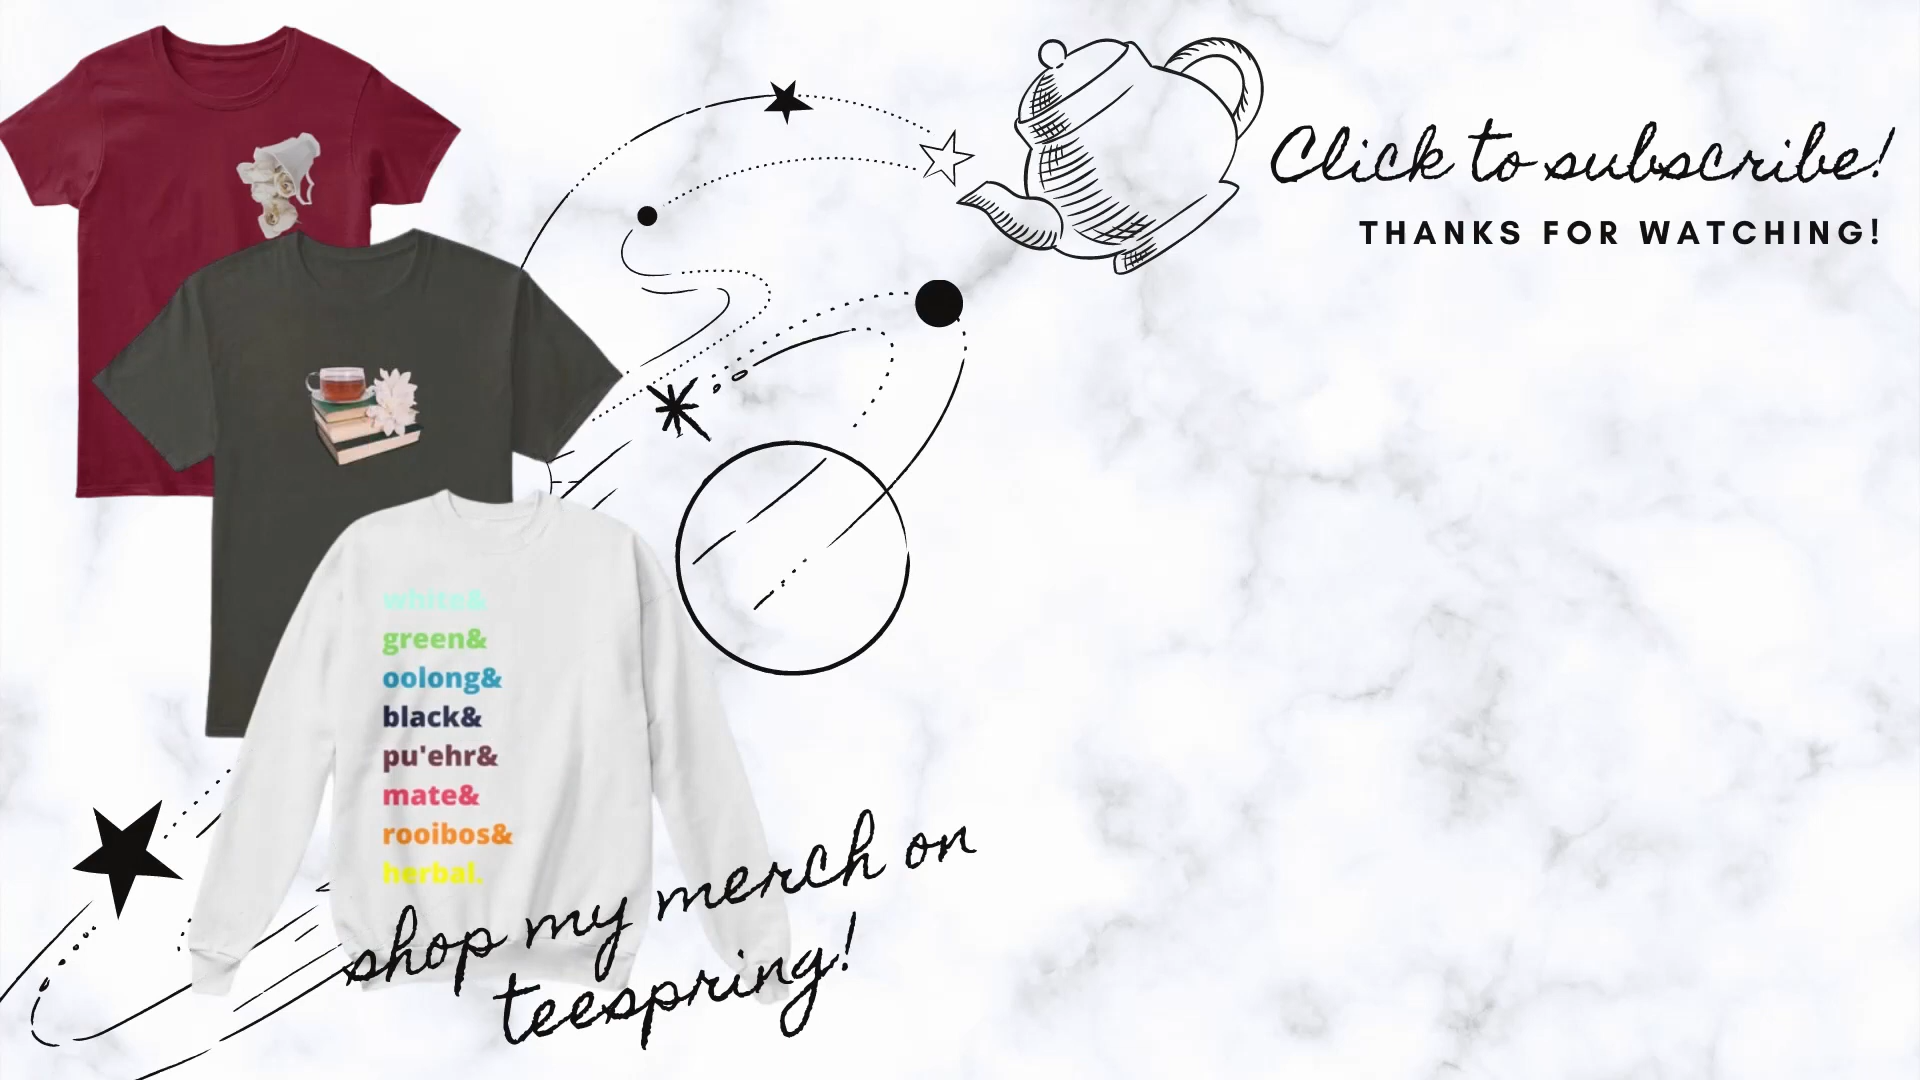 Click to subscribe!
THANKS FOR WATCHING!
white&
green&
oolong&
black&
pu'ehr&
mate&
rooibos&
herbal.
shop my merch on
teespring!